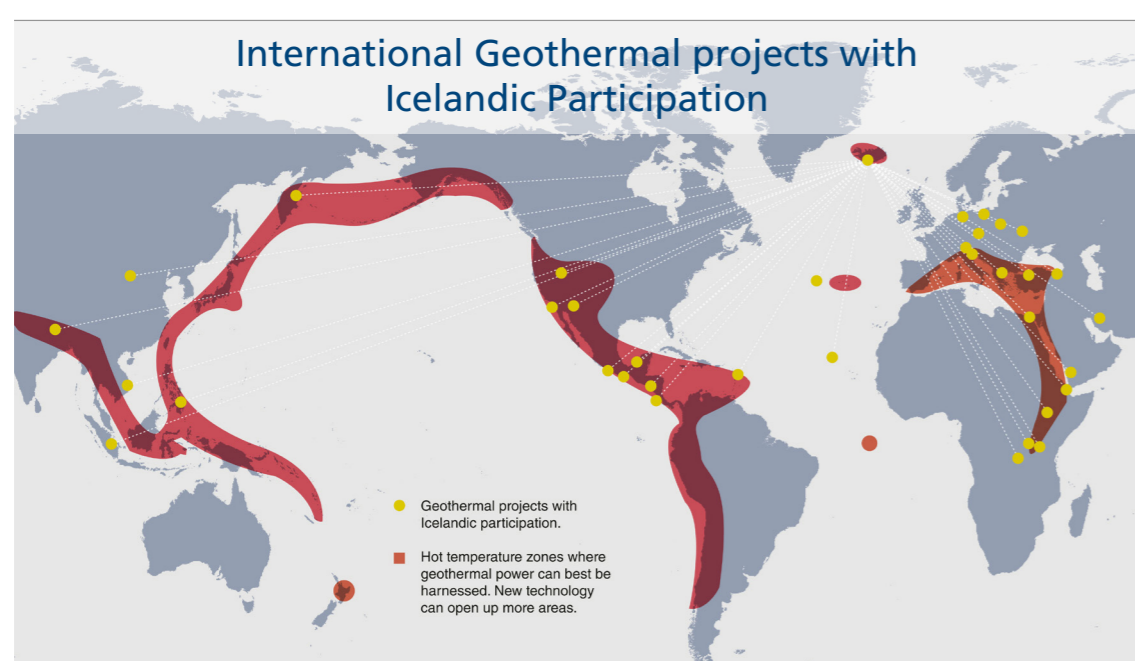 International Geothermal projects with
Icelandic Participation
Geothermal projects with
Icelandic participation.
Hot temperature zones where
geothermal power can best be
harnessed. New technology
can open up more areas.